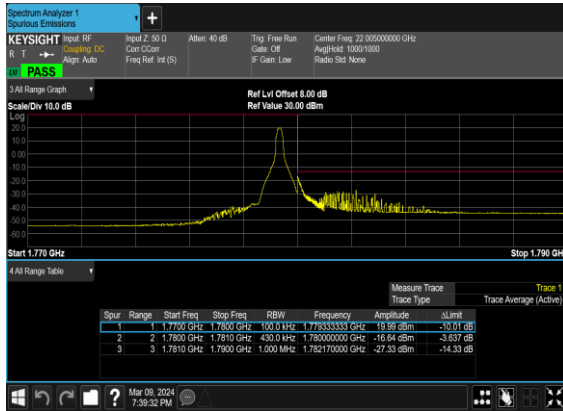 Spectrum Analyzer 1
Spurious Emissions
KEYSIGHT Input: RF Input Z: 50 Ω Atten: 40 dB Trig: Free Run Center Freq: 22.005000000 GHz
R T Coupling: DC Corr CCorr Gate: Off Avg|Hold: 1000/1000
Align: Auto Freq Ref: Int (S) IF Gain: Low Radio Std: None
PASS
3 All Range Graph
Ref Lvl Offset 8.00 dB
Scale/Div 10.0 dB Ref Value 30.00 dBm
Log
20.0
10.0
0.00
-10.0
-20.0
-30.0
-40.0
-50.0
-60.0
Start 1.770 GHz Stop 1.790 GH
4 All Range Table
Measure Trace Trace 1
Trace Type Trace Average (Active)
Spur Range Start Freq Stop Freq RBW Frequency Amplitude ΔLimit
1 1 1.7700 GHz 1.7800 GHz 100.0 kHz 1.779333333 GHz 19.99 dBm -10.01 dB
2 2 1.7800 GHz 1.7810 GHz 430.0 kHz 1.780000000 GHz -16.64 dBm -3.637 dB
3 3 1.7810 GHz 1.7900 GHz 1.000 MHz 1.782170000 GHz -27.33 dBm -14.33 dB
Mar 09, 2024
7:39:32 PM